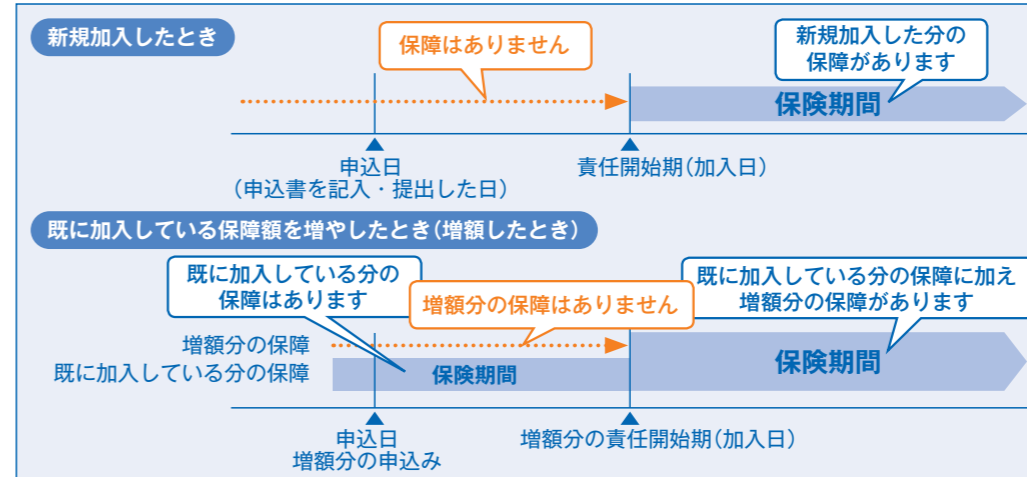 新規加入したとき
保障はありません
新規加入した分の
保障があります
保険期間
申込日
（申込書を記入・提出した日）
責任開始期（加入日）
既に加入している保障額を増やしたとき（増額したとき）
既に加入している分の
保障はあります
増額分の保障はありません
既に加入している分の保障に加え
増額分の保障があります
増額分の保障
既に加入している分の保障
保険期間
保険期間
申込日
増額分の申込み
増額分の責任開始期（加入日）